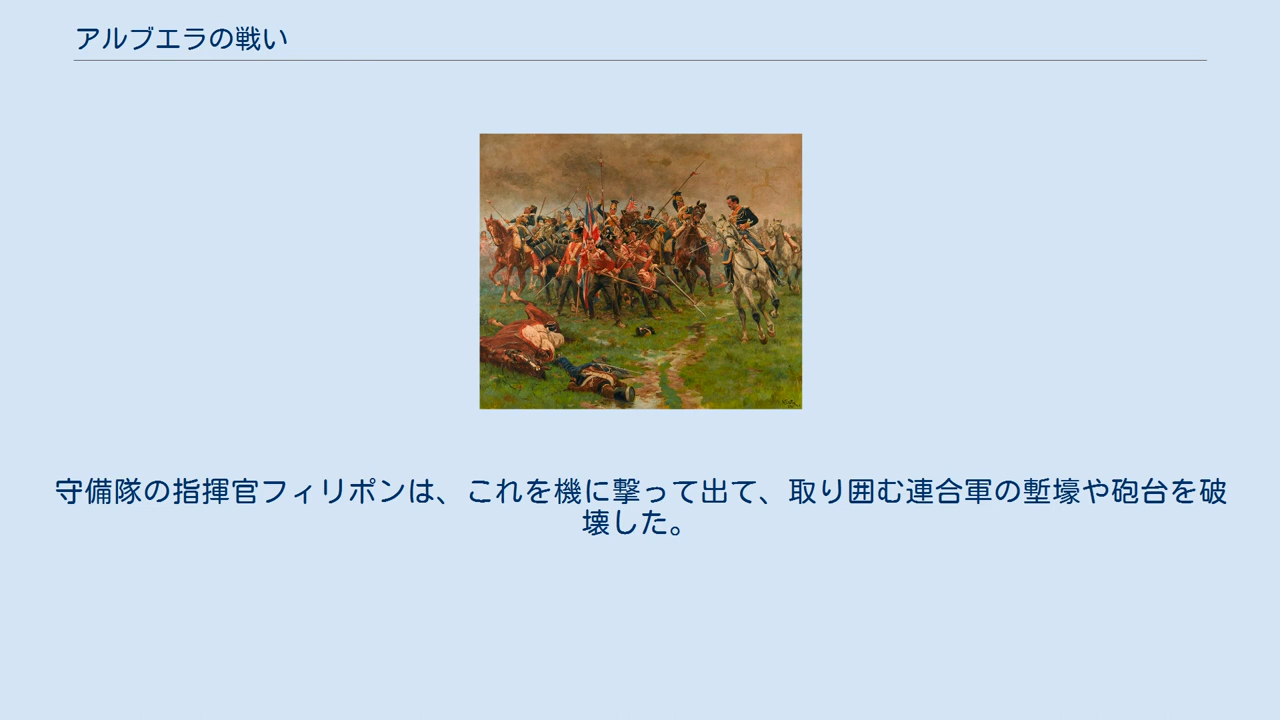 アルブエラの戦い
守備隊の指揮官フィリポンは、これを機に撃って出て、取り囲む連合軍の塹壕や砲台を破
壊した。